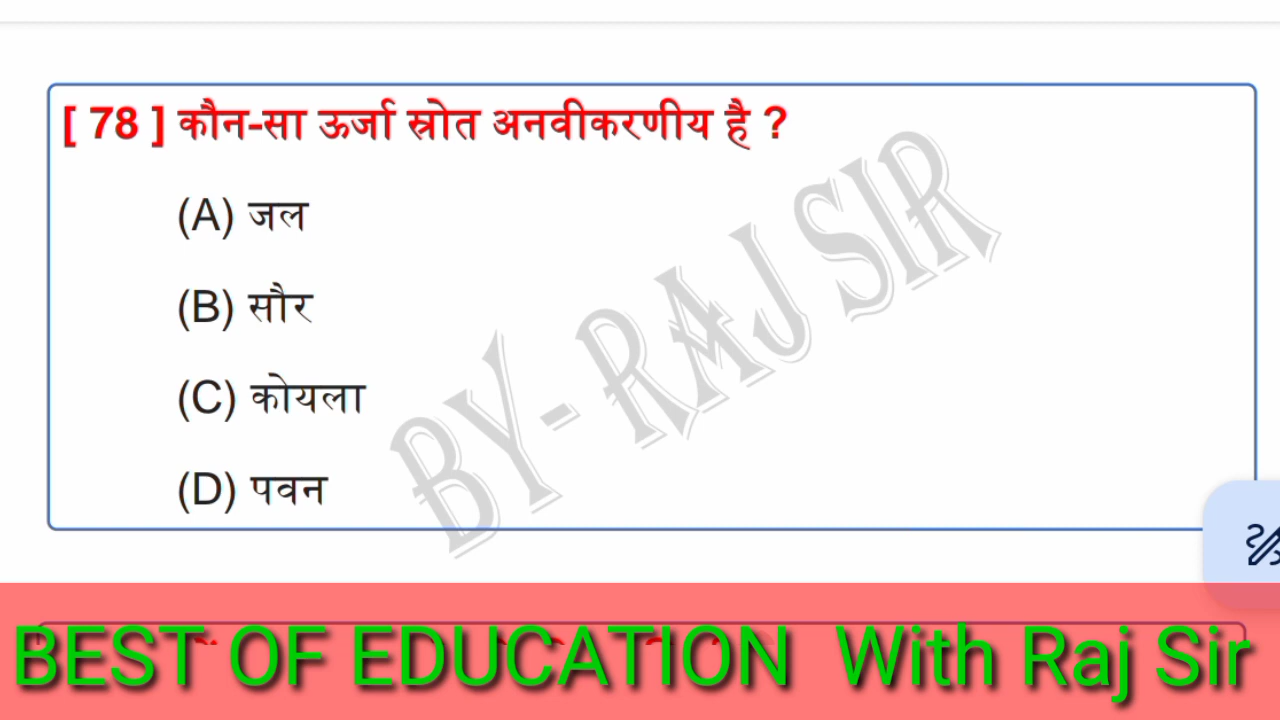 [ 78 ] कौन-सा ऊर्जा स्रोत अनवीकरणीय है ?
(A) जल
(B) सौर
(C) कोयला
(D) पवन
BY- RAJ SIR
BEST OF EDUCATION With Raj Sir